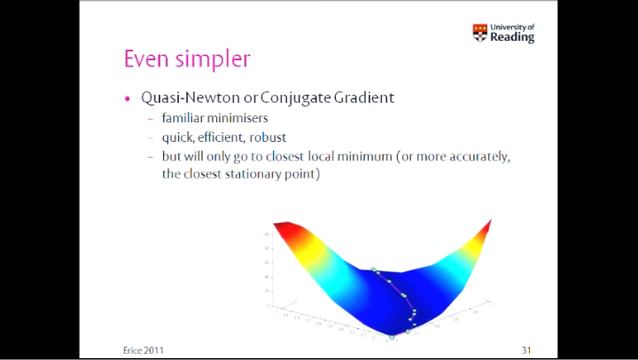 University of
Reading
Even simpler
• Quasi-Newton or Conjugate Gradient
– familiar minimisers
– quick, efficient, robust
– but will only go to closest local minimum (or more accurately,
the closest stationary point)
Erice 2011
31